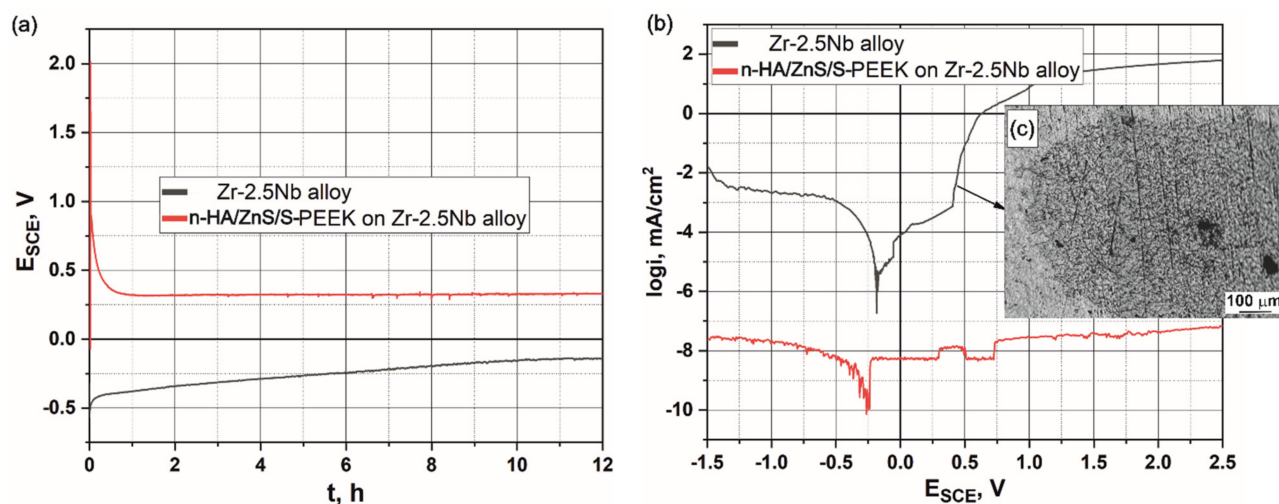 (a)
2.0
1.5
1.0
0.5
0.0
-0.5
E_SCE, V
Zr-2.5Nb alloy
n-HA/ZnS/S-PEEK on Zr-2.5Nb alloy
0 2 4 6 8 10 12
t, h
(b)
Zr-2.5Nb alloy
n-HA/ZnS/S-PEEK on Zr-2.5Nb alloy
2
0
-2
-4
-6
-8
-10
logi, mA/cm²
(c)
100 μm
-1.5 -1.0 -0.5 0.0 0.5 1.0 1.5 2.0 2.5
E_SCE, V